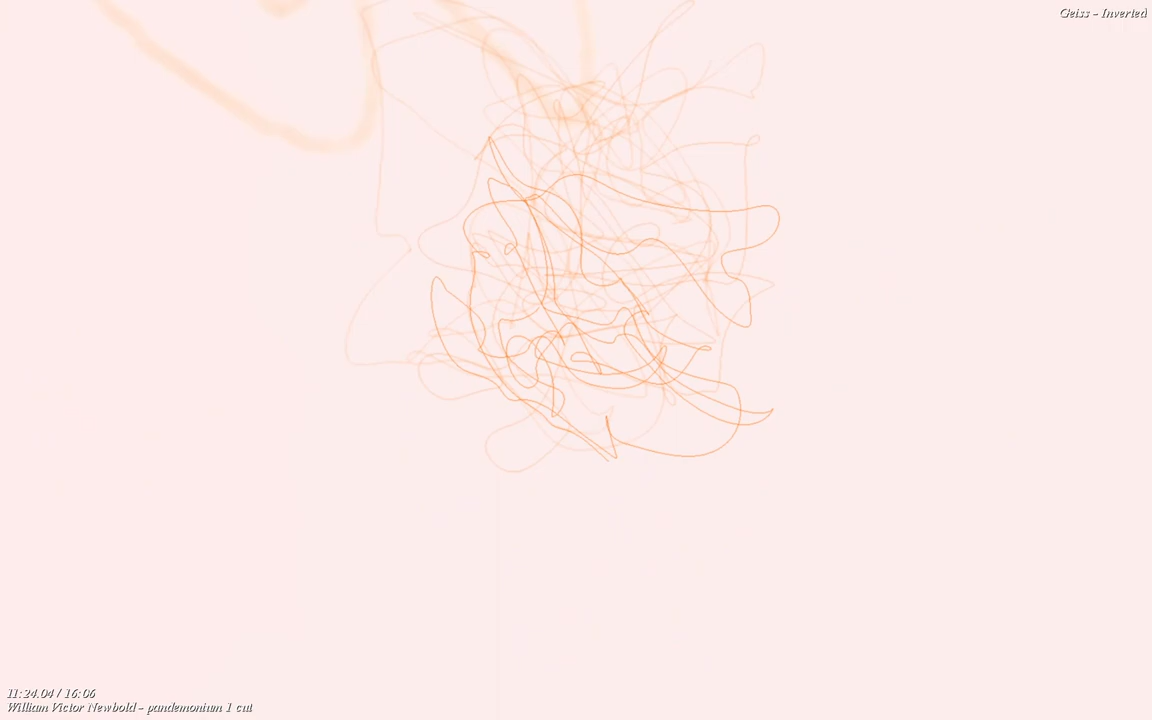 Geiss – Inverted
11:24.04 / 16:06
William Victor Newbold – pandemonium 1 cut